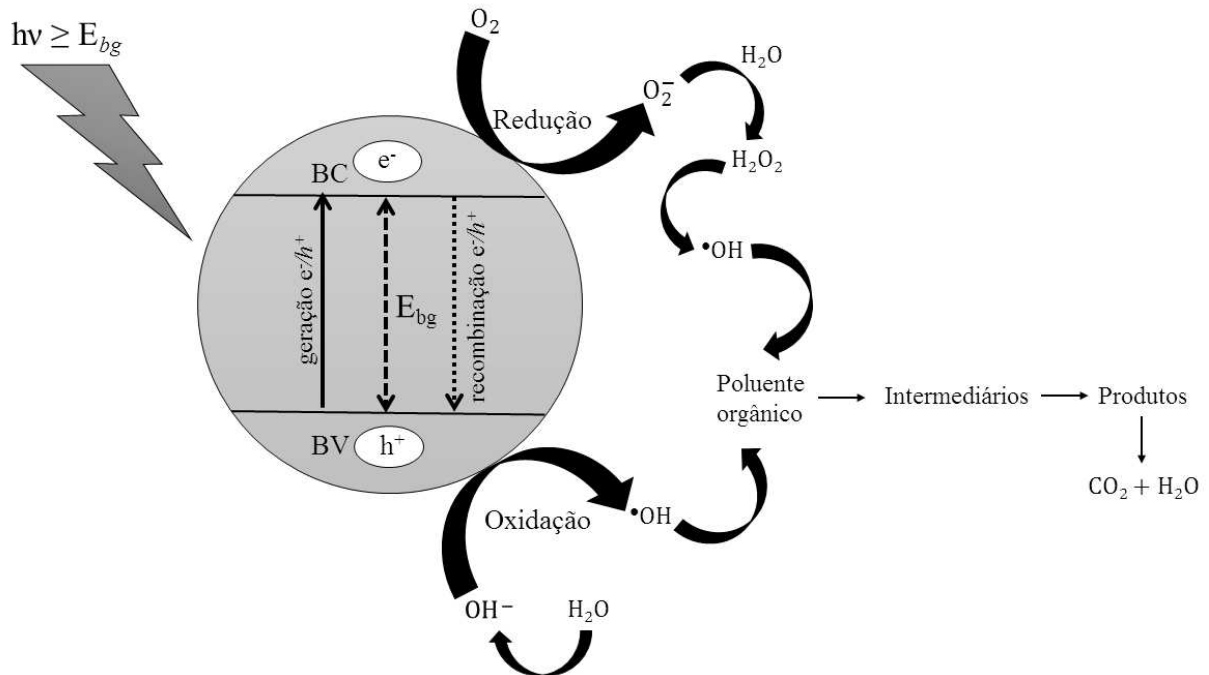 hν ≥ E_bg
O₂
Redução
O₂⁻
H₂O
H₂O₂
•OH
BC
e⁻
geração e⁻/h⁺
E_bg
recombinação e⁻/h⁺
BV
h⁺
Poluente
orgânico
Intermediários
Produtos
CO₂ + H₂O
Oxidação
•OH
OH⁻
H₂O